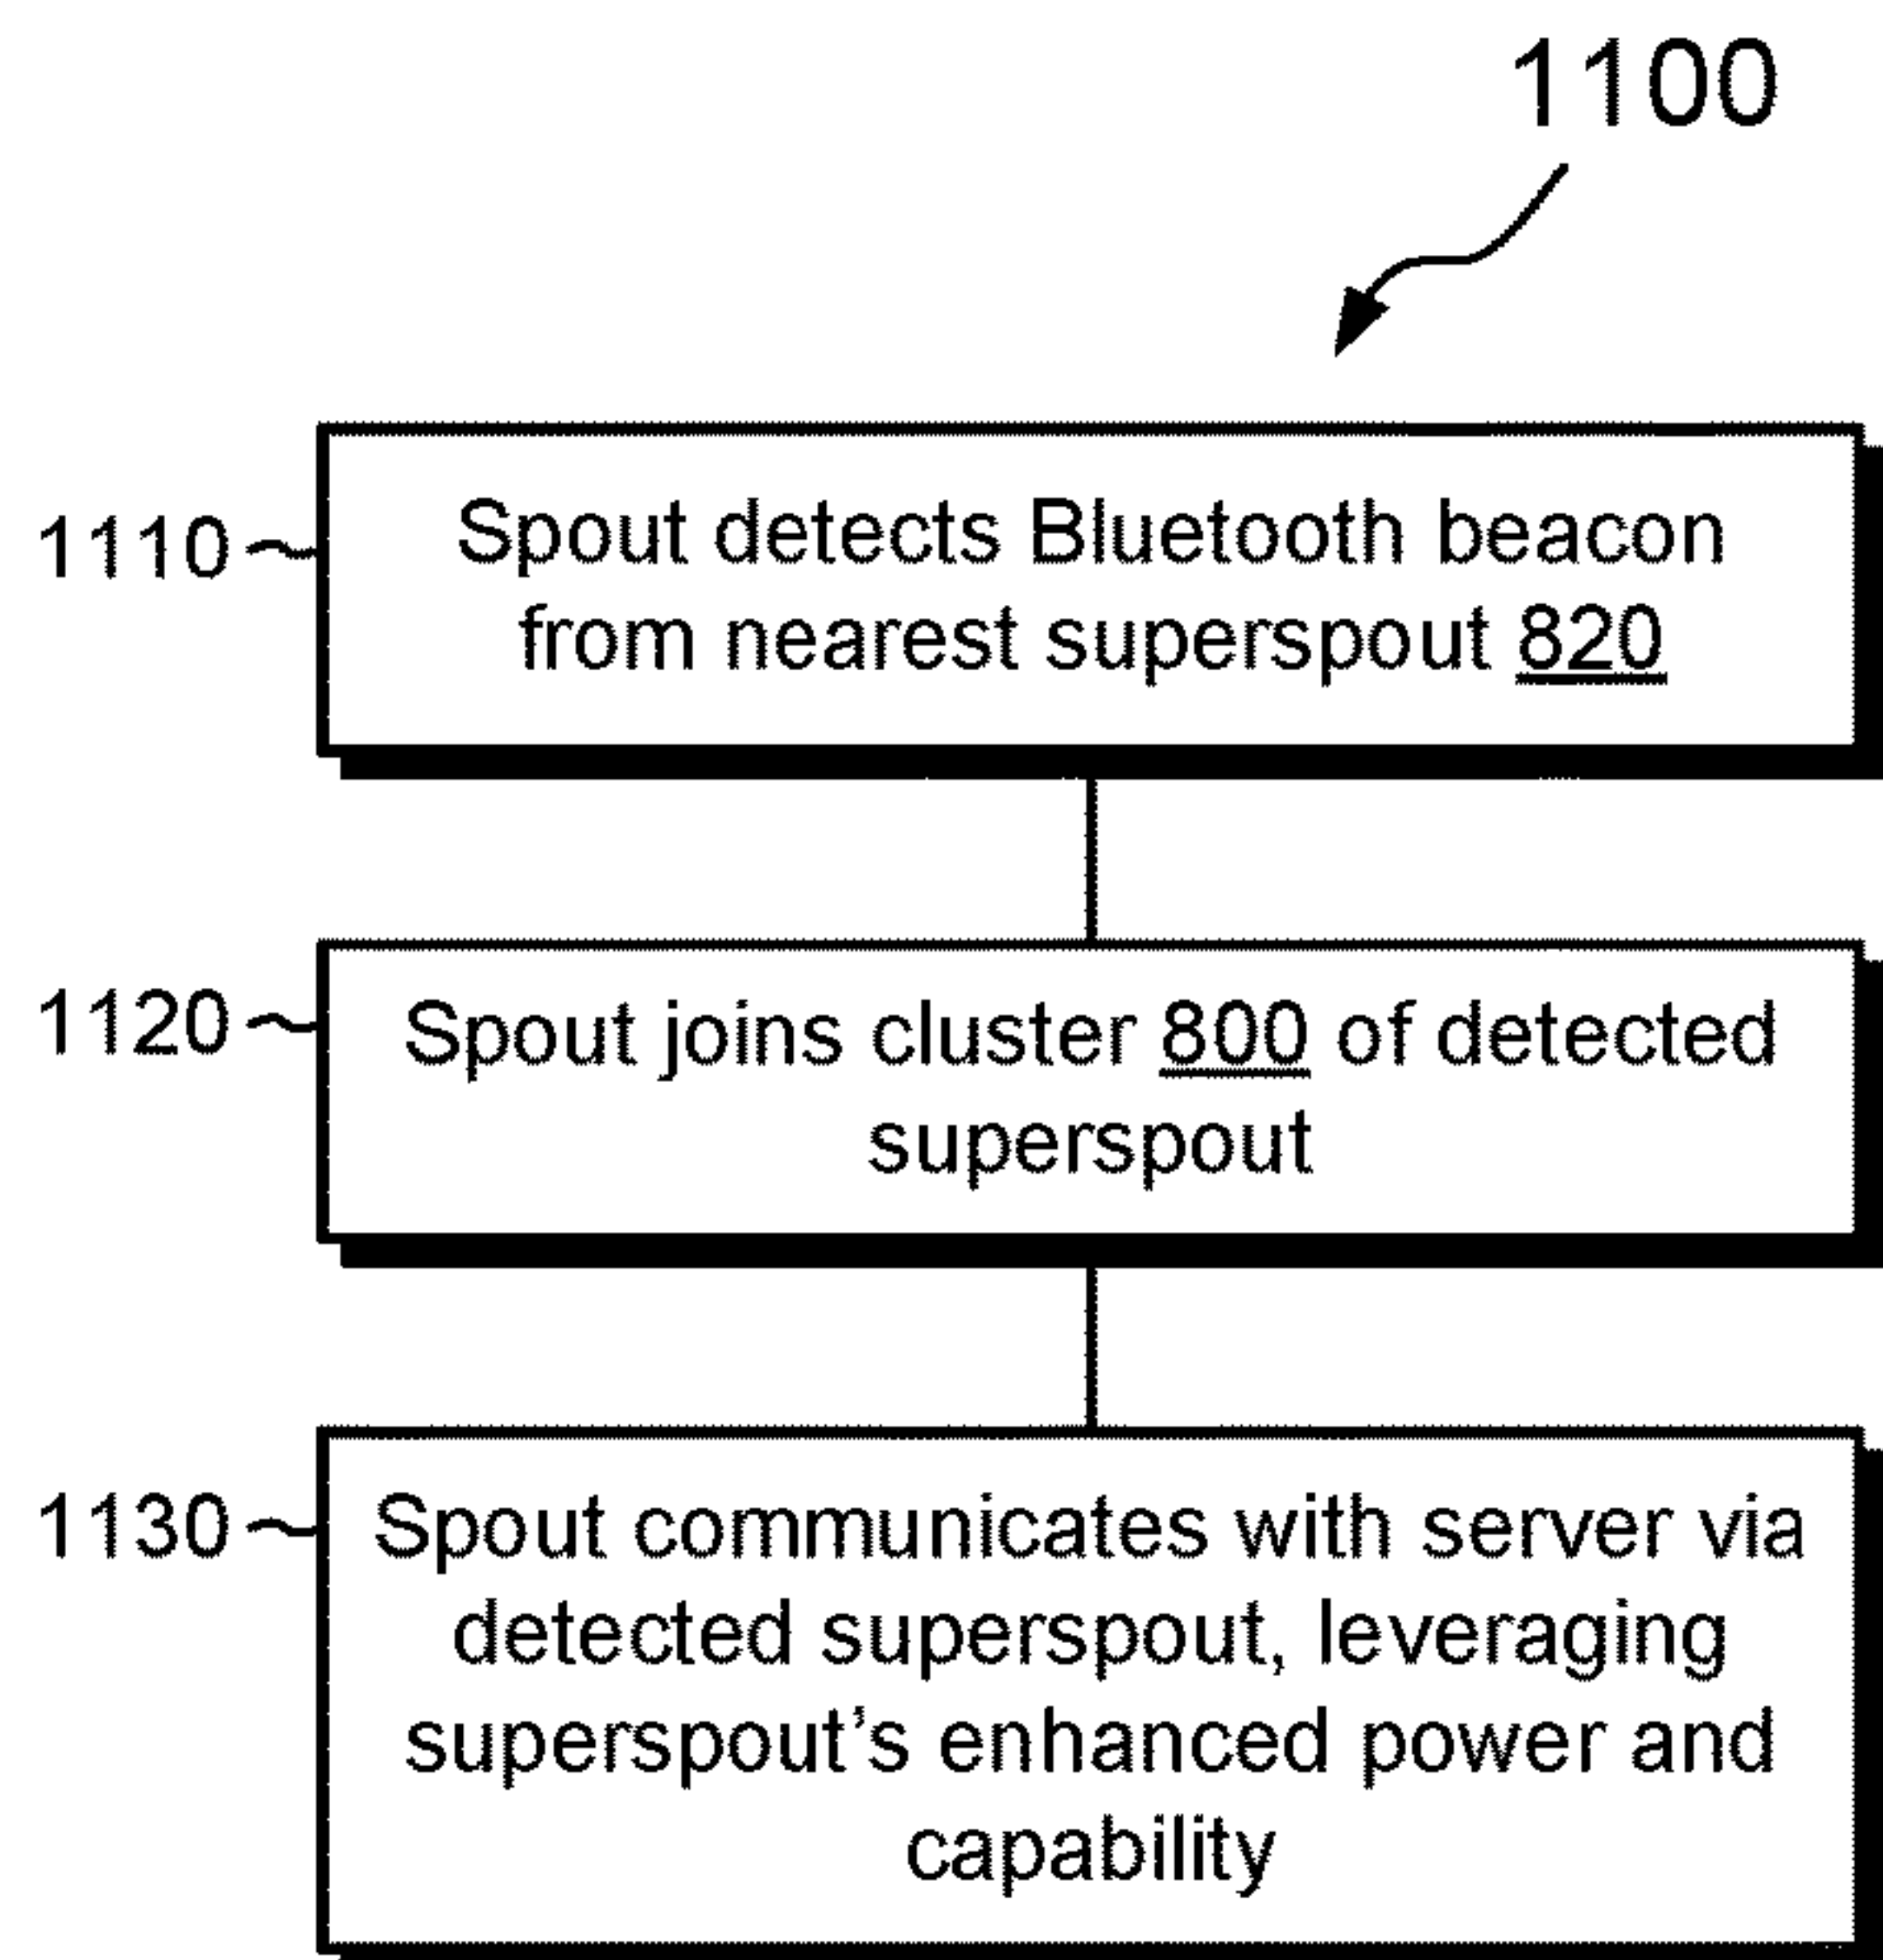 1100
1110
Spout detects Bluetooth beacon
from nearest superspout 820
1120
Spout joins cluster 800 of detected
superspout
1130
Spout communicates with server via
detected superspout, leveraging
superspout’s enhanced power and
capability